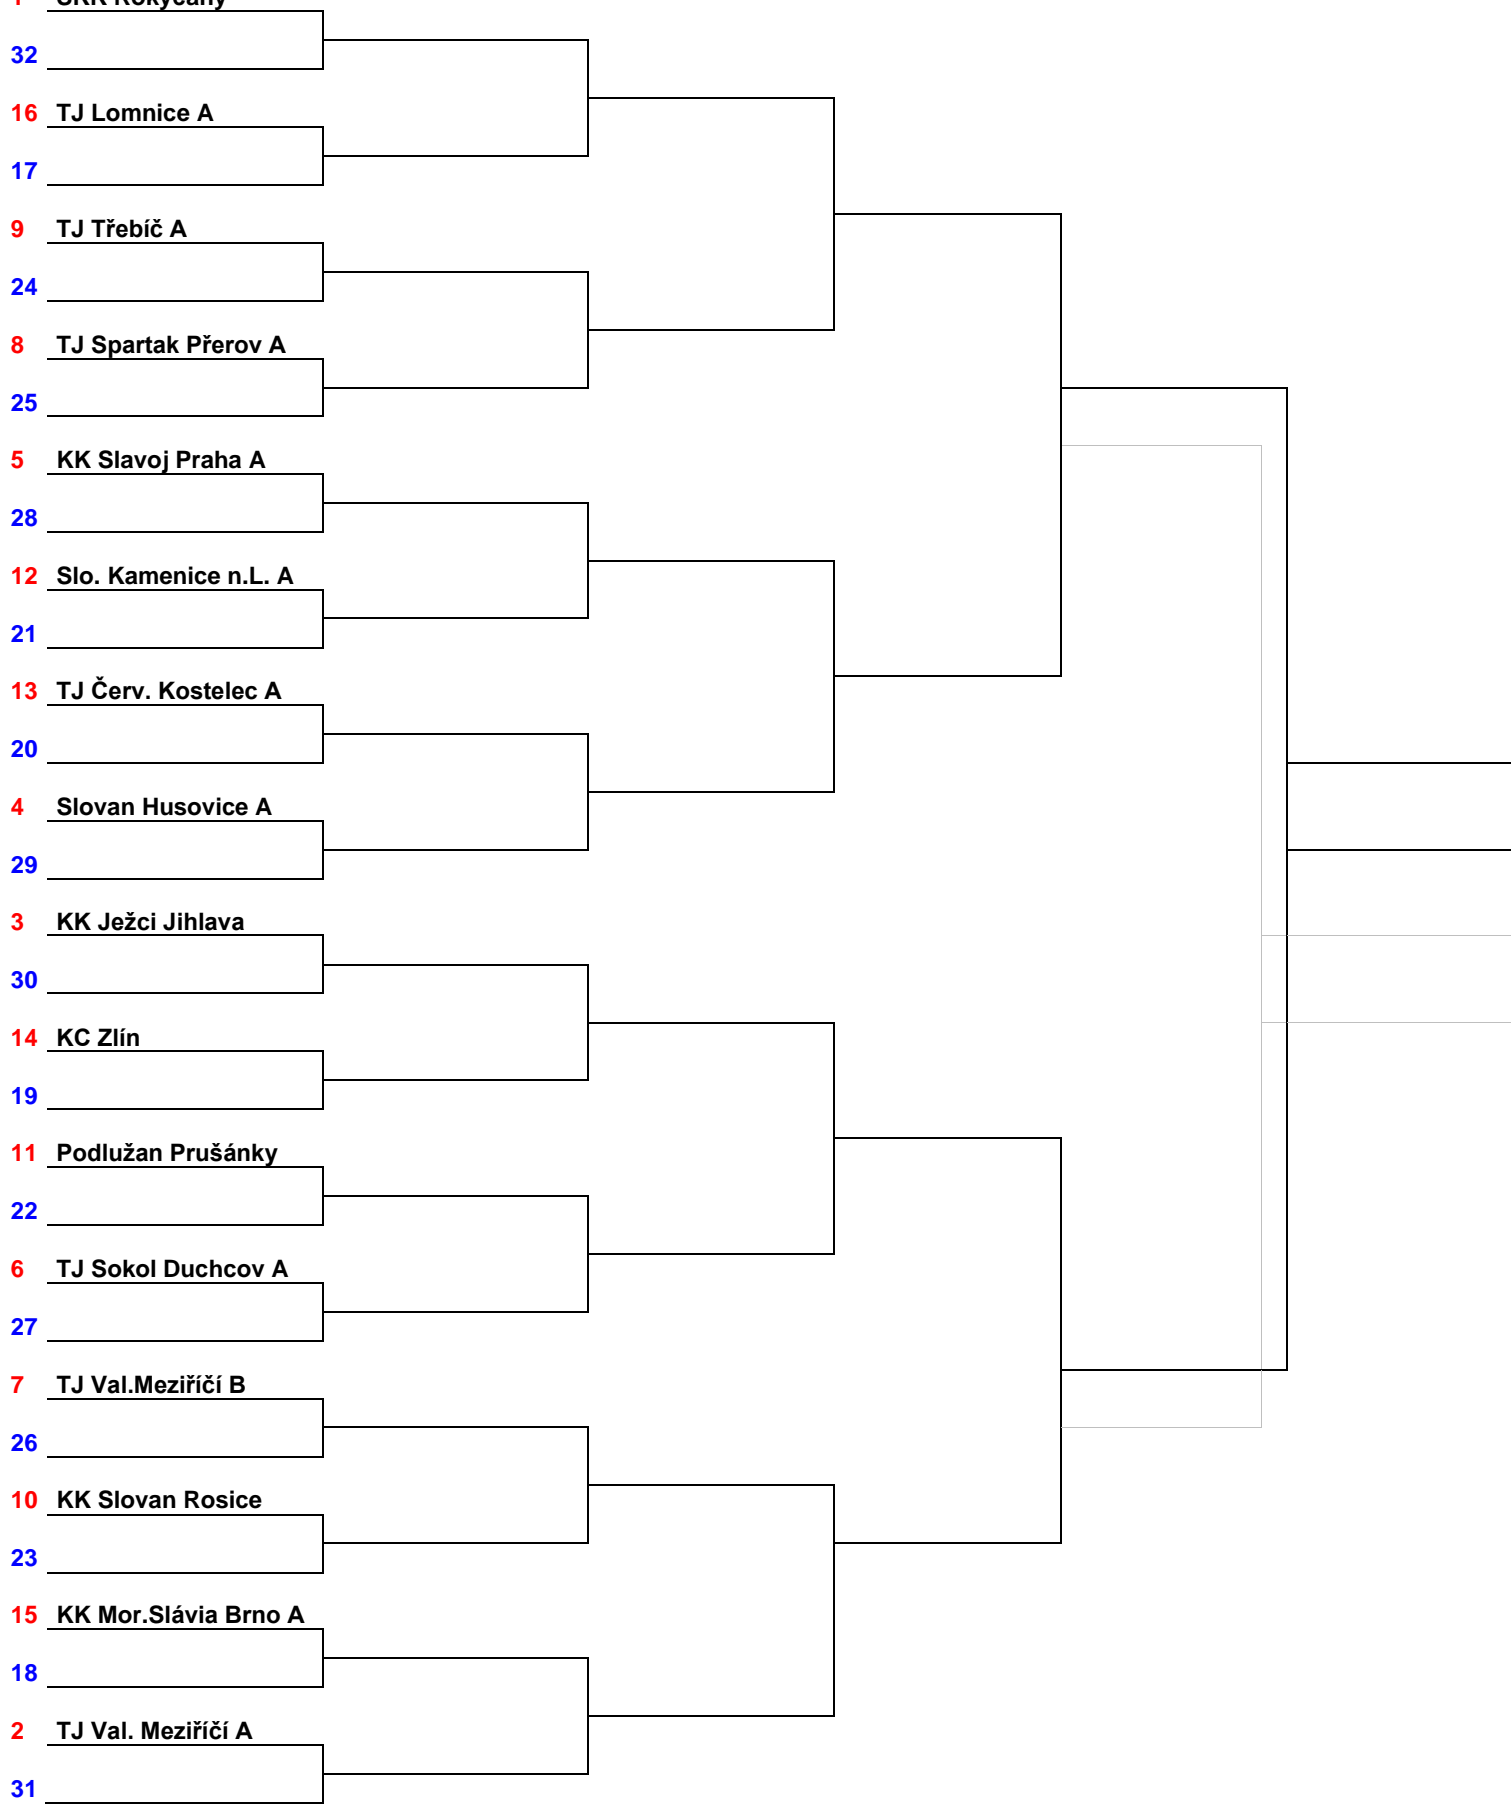 1 SKK Rokycany
32
16 TJ Lomnice A
17
9 TJ Třebíč A
24
8 TJ Spartak Přerov A
25
5 KK Slavoj Praha A
28
12 Slo. Kamenice n.L. A
21
13 TJ Červ. Kostelec A
20
4 Slovan Husovice A
29
3 KK Ježci Jihlava
30
14 KC Zlín
19
11 Podlužan Prušánky
22
6 TJ Sokol Duchcov A
27
7 TJ Val.Meziříčí B
26
10 KK Slovan Rosice
23
15 KK Mor.Slávia Brno A
18
2 TJ Val. Meziříčí A
31